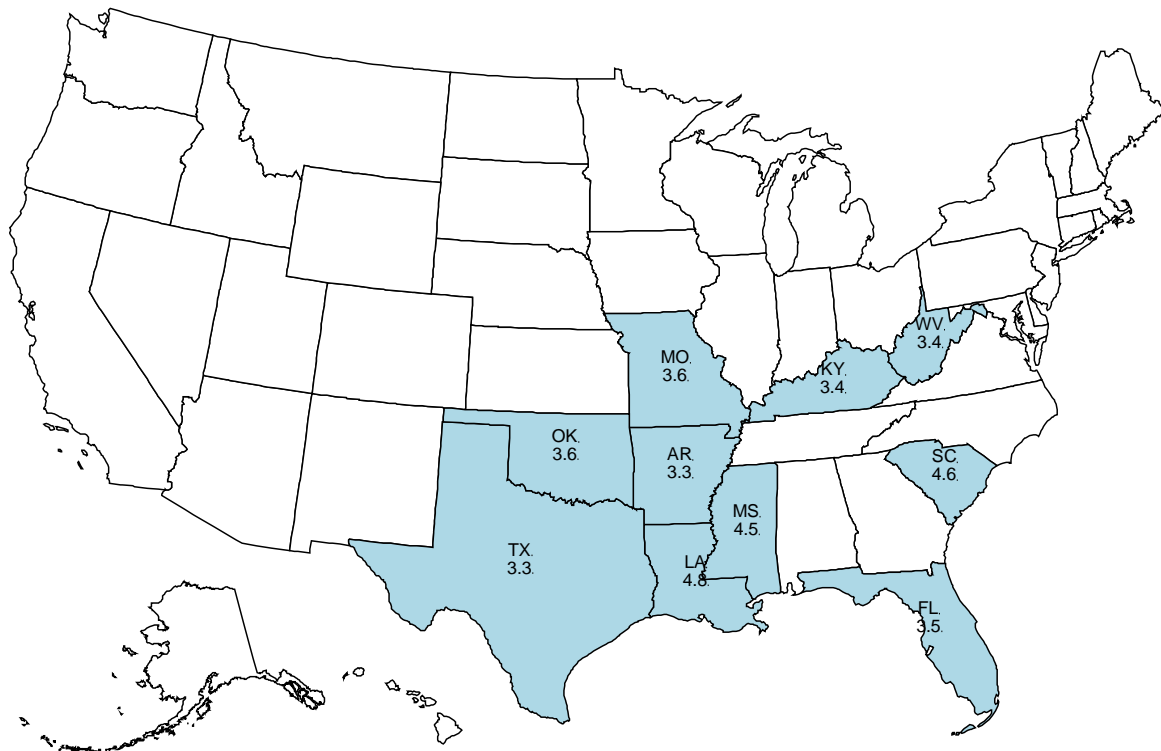 WV.
3.4.
MO.
3.6.
KY.
3.4.
OK.
3.6.
AR.
3.3.
SC.
4.6.
MS.
4.5.
TX.
3.3.
LA.
4.8.
FL.
3.5.